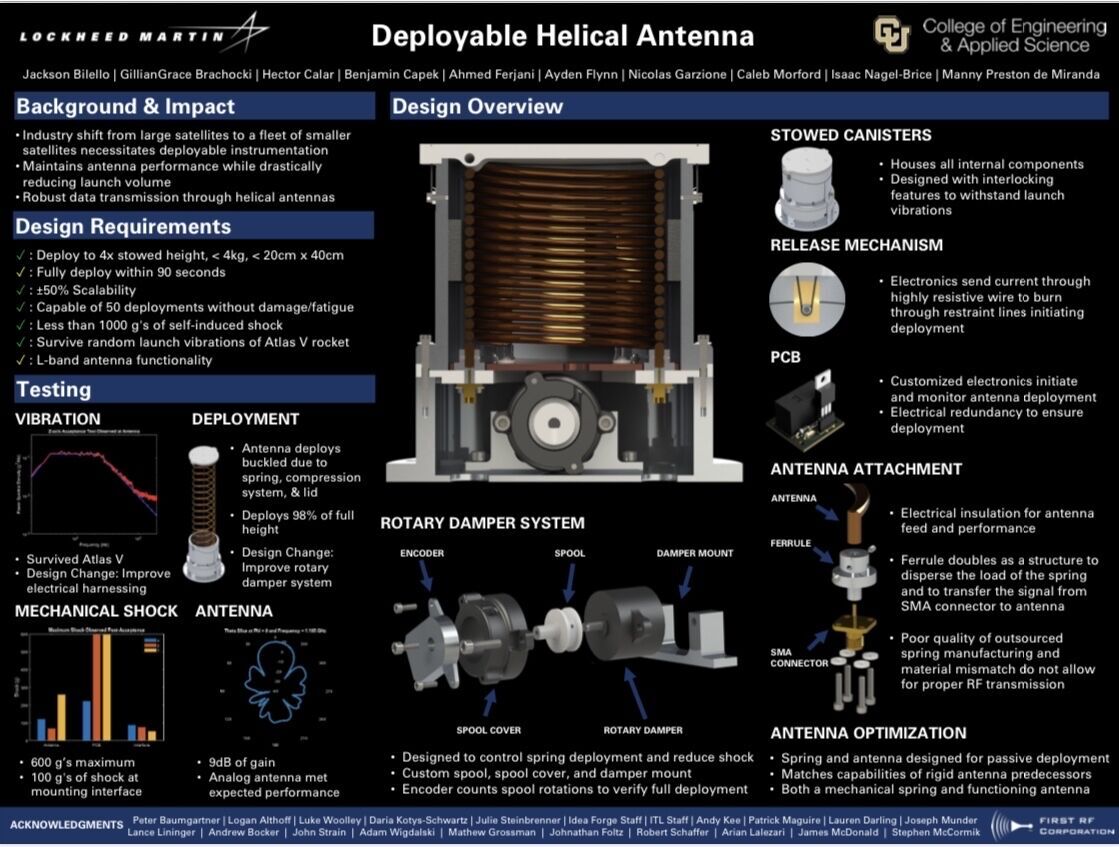 LOCKHEED MARTIN
Deployable Helical Antenna
CU
College of Engineering
& Applied Science
Jackson Bilello | GillianGrace Brachocki | Hector Calar | Benjamin Capek | Ahmed Ferjani | Ayden Flynn | Nicolas Garzione | Caleb Morford | Isaac Nagel-Brice | Manny Preston de Miranda
Background & Impact
• Industry shift from large satellites to a fleet of smaller
satellites necessitates deployable instrumentation
• Maintains antenna performance while drastically
reducing launch volume
• Robust data transmission through helical antennas
Design Requirements
✓ : Deploy to 4x stowed height, < 4kg, < 20cm x 40cm
✓ : Fully deploy within 90 seconds
✓ : ±50% Scalability
✓ : Capable of 50 deployments without damage/fatigue
✓ : Less than 1000 g's of self-induced shock
✓ : Survive random launch vibrations of Atlas V rocket
✓ : L-band antenna functionality
Testing
VIBRATION
Frequency (Hz)
• Survived Atlas V
• Design Change: Improve
electrical harnessing
DEPLOYMENT
• Antenna deploys
buckled due to
spring, compression
system, & lid
• Deploys 98% of full
height
• Design Change:
Improve rotary
damper system
MECHANICAL SHOCK
Maximum Shock Observed Post-Acceptance
Antenna
PCB
Interface
• 600 g's maximum
• 100 g's of shock at
mounting interface
ANTENNA
• 9dB of gain
• Analog antenna met
expected performance
Design Overview
ROTARY DAMPER SYSTEM
ENCODER
SPOOL
DAMPER MOUNT
SPOOL COVER
ROTARY DAMPER
• Designed to control spring deployment and reduce shock
• Custom spool, spool cover, and damper mount
• Encoder counts spool rotations to verify full deployment
STOWED CANISTERS
• Houses all internal components
• Designed with interlocking
features to withstand launch
vibrations
RELEASE MECHANISM
• Electronics send current through
highly resistive wire to burn
through restraint lines initiating
deployment
PCB
• Customized electronics initiate
and monitor antenna deployment
• Electrical redundancy to ensure
deployment
ANTENNA ATTACHMENT
ANTENNA
FERRULE
SMA
CONNECTOR
• Electrical insulation for antenna
feed and performance
• Ferrule doubles as a structure to
disperse the load of the spring
and to transfer the signal from
SMA connector to antenna
• Poor quality of outsourced
spring manufacturing and
material mismatch do not allow
for proper RF transmission
ANTENNA OPTIMIZATION
• Spring and antenna designed for passive deployment
• Matches capabilities of rigid antenna predecessors
• Both a mechanical spring and functioning antenna
ACKNOWLEDGMENTS
Peter Baumgartner | Logan Althoff | Luke Woolley | Daria Kotys-Schwartz | Julie Steinbrenner | Idea Forge Staff | ITL Staff | Andy Kee | Patrick Maguire | Lauren Darling | Joseph Munder
Lance Lininger | Andrew Bocker | John Strain | Adam Wigdalski | Mathew Grossman | Johnathan Foltz | Robert Schaffer | Arian Lalezari | James McDonald | Stephen McCormik
FIRST RF
CORPORATION